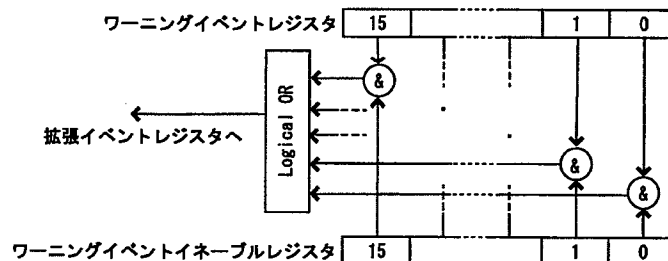 ワーニングイベントレジスタ 15 1 0
&
Logical OR
拡張イベントレジスタへ
&
&
ワーニングイベントイネーブルレジスタ 15 1 0